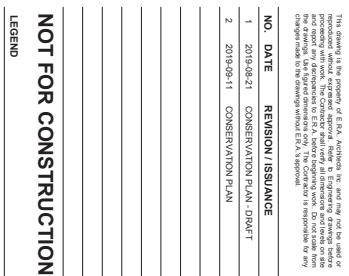 This drawing is the property of E.R.A. Architects Inc. and may not be used or
reproduced without expressed approval. Refer to Engineering drawings before
proceeding with work. The Contractor shall verify all dimensions and levels on site
and report any discrepancies to E.R.A. before beginning work. Do not scale from
the drawings. Use figured dimensions only. The Contractor is responsible for any
changes made to the drawings without E.R.A.'s approval.
NO. DATE REVISION / ISSUANCE
1 2019-08-21 CONSERVATION PLAN - DRAFT
2 2019-09-11 CONSERVATION PLAN
NOT FOR CONSTRUCTION
LEGEND